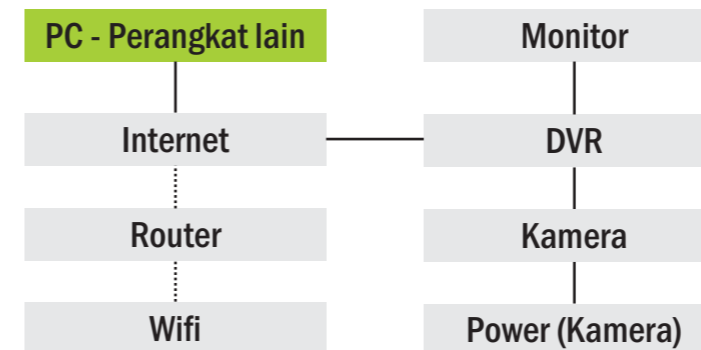 PC - Perangkat lain
Monitor
Internet
DVR
Router
Kamera
Wifi
Power (Kamera)